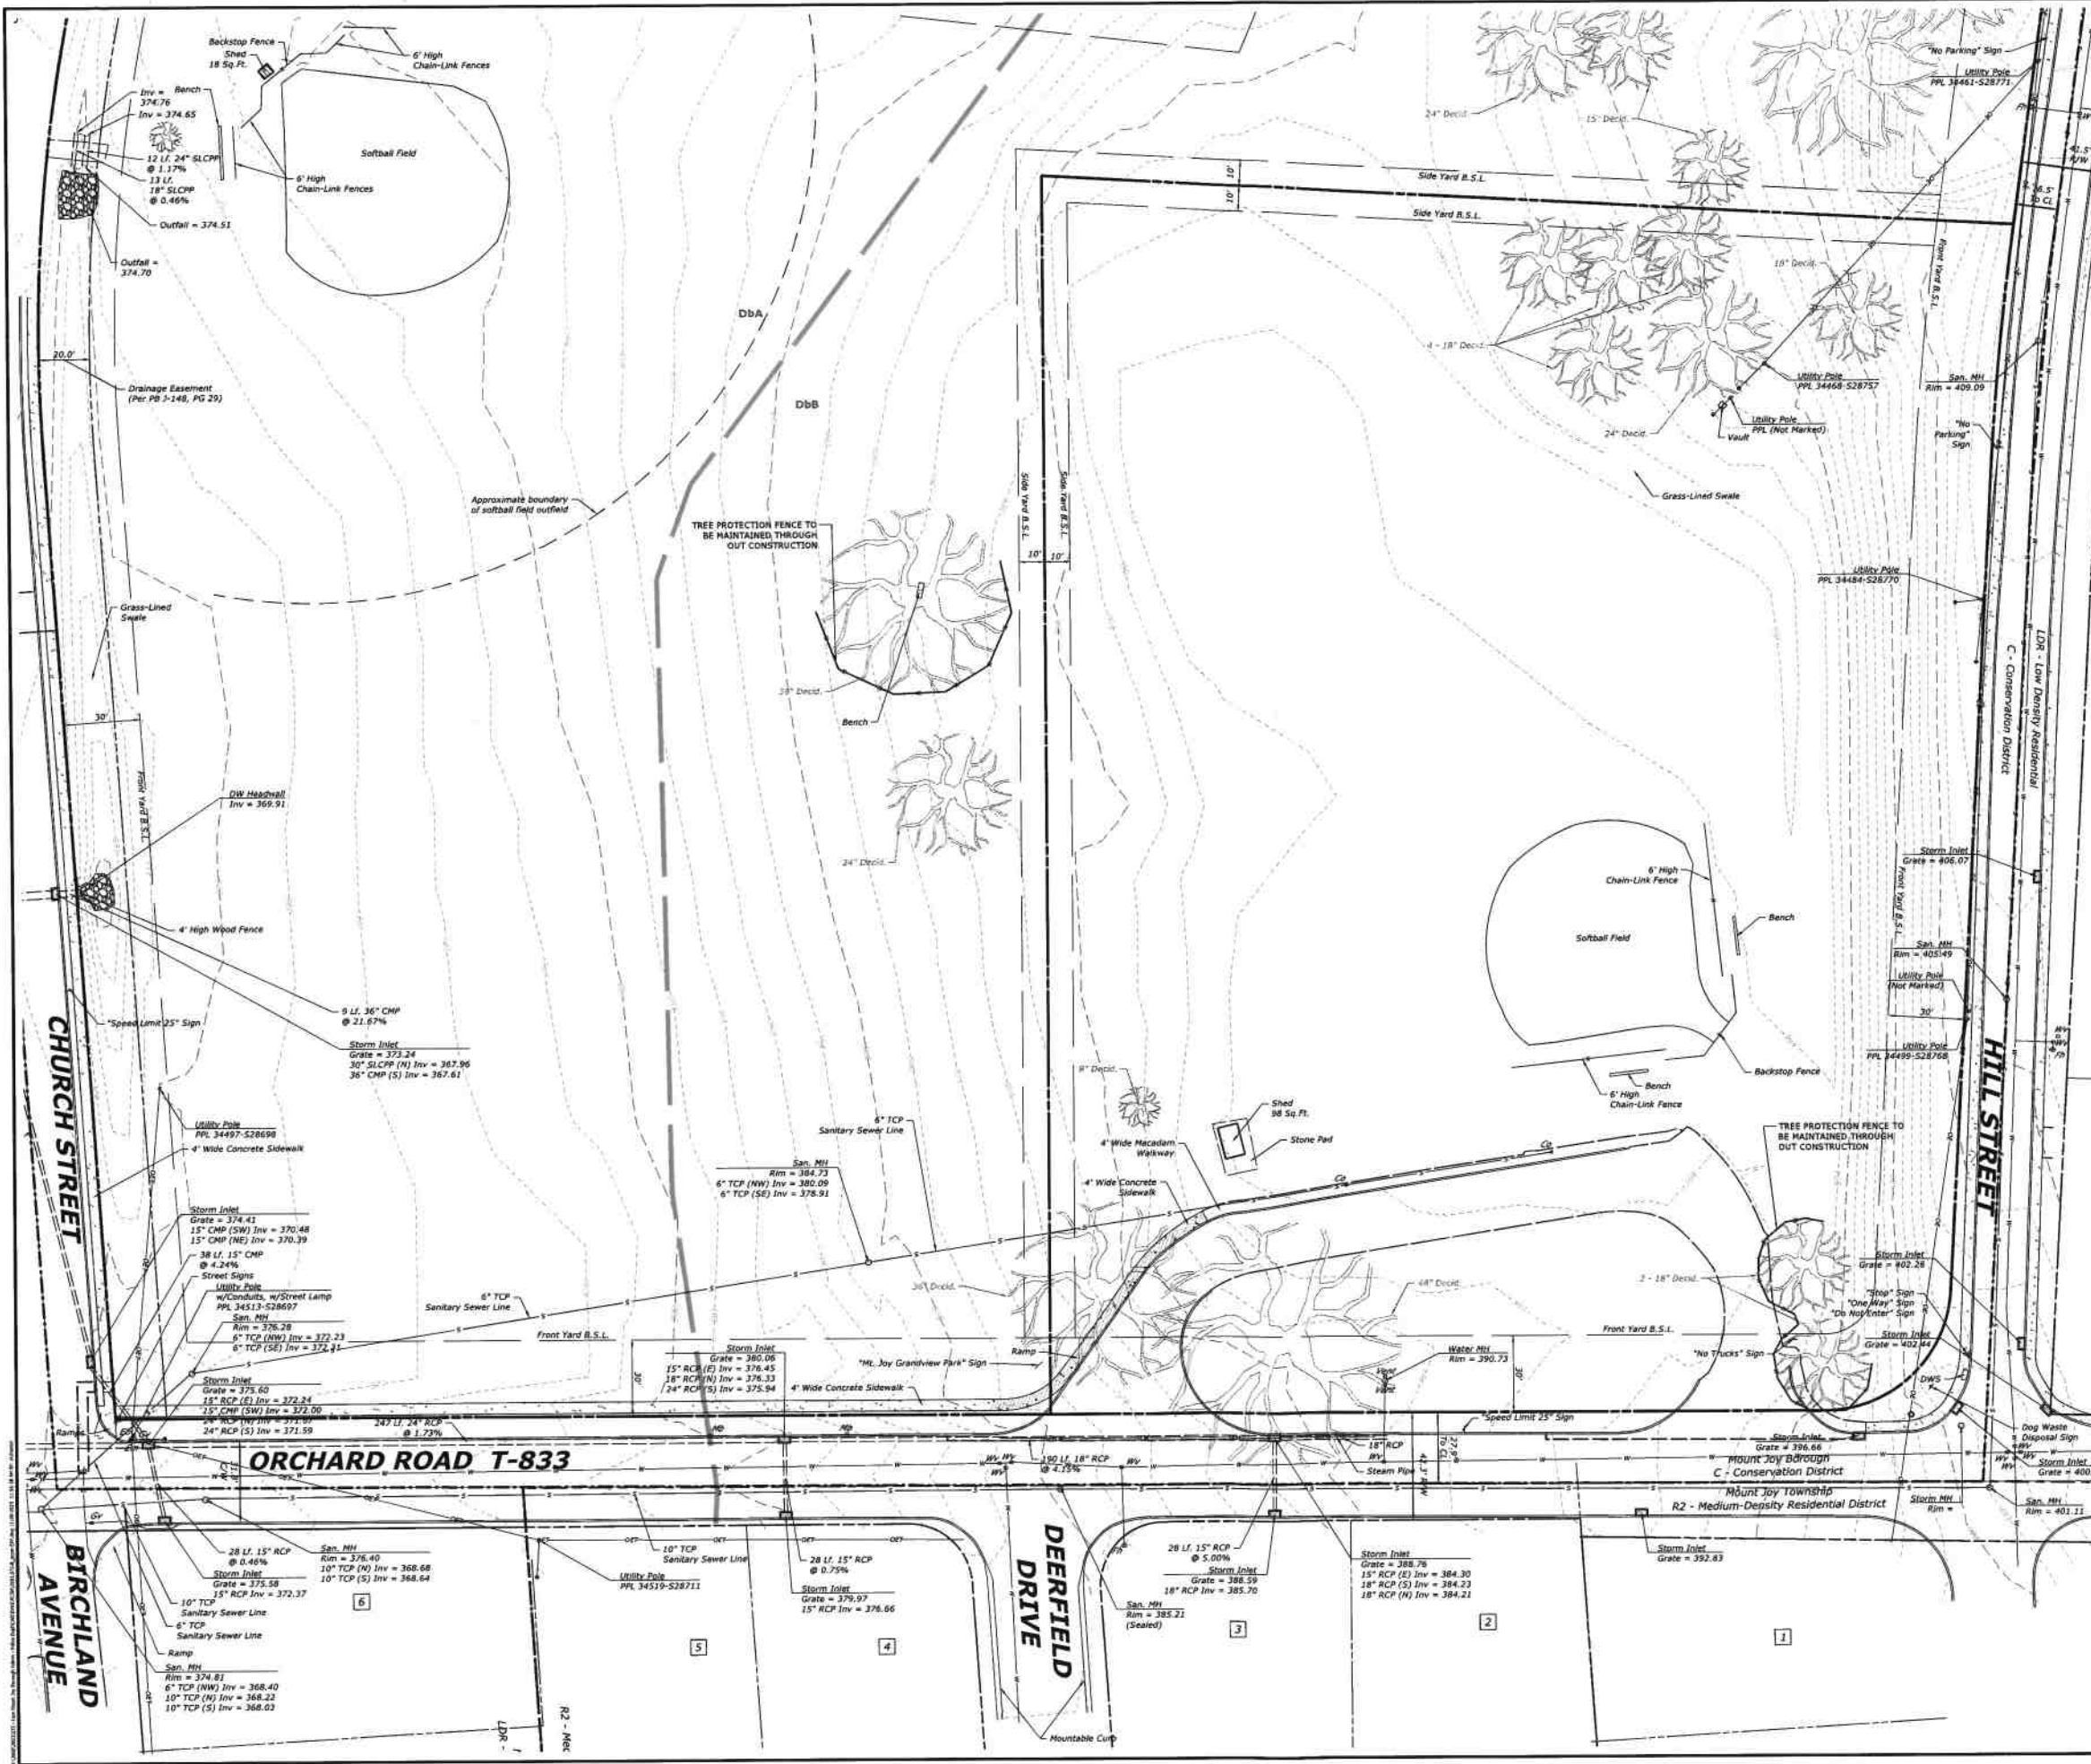 Backstop Fence
Shed
18 Sq.Ft.
6' High
Chain-Link Fences
Inv =
374.76
Bench
Inv = 374.65
12 Lf. 24" SLCPP
@ 1.17%
13 Lf.
18" SLCPP
@ 0.46%
Outfall = 374.51
Outfall =
374.70
6' High
Chain-Link Fences
Softball Field
20.0'
Drainage Easement
(Per PB J-148, PG 29)
DbA
DbB
Approximate boundary
of softball field outfield
TREE PROTECTION FENCE TO
BE MAINTAINED THROUGH
OUT CONSTRUCTION
Bench
24" Decid.
Grass-Lined
Swale
30'
Front Yard B.S.L.
DW Headwall
Inv = 369.91
4' High Wood Fence
"Speed Limit 25" Sign
9 Lf. 36" CMP
@ 21.67%
Storm Inlet
Grate = 373.24
30" SLCPP (N) Inv = 367.96
36" CMP (S) Inv = 367.61
CHURCH STREET
Utility Pole
PPL 34497-S28698
4' Wide Concrete Sidewalk
Storm Inlet
Grate = 374.41
15" CMP (SW) Inv = 370.48
15" CMP (NE) Inv = 370.39
38 Lf. 15" CMP
@ 4.24%
Street Signs
Utility Pole
w/Conduits, w/Street Lamp
PPL 34513-S28697
San. MH
Rim = 376.28
6" TCP (NW) Inv = 372.23
6" TCP (SE) Inv =
Storm Inlet
Grate = 375.60
15" RCP (E) Inv = 372.24
15" CMP (SW) Inv = 372.00
24" RCP (S) Inv = 371.59
Ramps
247 Lf. 24" RCP
@ 1.73%
6" TCP
Sanitary Sewer Line
6" TCP
Sanitary Sewer Line
San. MH
Rim = 384.73
6" TCP (NW) Inv = 380.09
6" TCP (SE) Inv = 378.91
Front Yard B.S.L.
30'
Storm Inlet
Grate = 380.06
15" RCP (E) Inv = 376.45
18" RCP (N) Inv = 376.33
24" RCP (S) Inv = 375.94
"Mt. Joy Grandview Park" Sign
4' Wide Concrete Sidewalk
Ramp
36" Decid.
ORCHARD ROAD T-833
190 Lf. 18" RCP
@ 4.15%
Side Yard B.S.L.
Side Yard B.S.L.
10'
10'
Side Yard B.S.L.
Side Yard B.S.L.
10'
10'
24" Decid.
15" Decid.
18" Decid.
4 - 18" Decid.
24" Decid.
Utility Pole
PPL 34468-S28757
Utility Pole
PPL (Not Marked)
Vault
Grass-Lined Swale
"No Parking" Sign
Utility Pole
PPL 34461-S28771
Front Yard B.S.L.
San. MH
Rim = 409.09
"No
Parking"
Sign
Utility Pole
PPL 34484-S28770
C - Conservation District
LDR - Low Density Residential
Storm Inlet
Grate = 406.07
Front Yard B.S.L.
San. MH
Rim = 405.49
Utility Pole
(Not Marked)
30'
Utility Pole
PPL 34499-S28768
HILL STREET
6' High
Chain-Link Fence
Bench
Softball Field
Backstop Fence
Bench
6' High
Chain-Link Fence
Shed
98 Sq.Ft.
Stone Pad
4' Wide Macadam
Walkway
4' Wide Concrete
Sidewalk
Co
Co
TREE PROTECTION FENCE TO
BE MAINTAINED THROUGH
OUT CONSTRUCTION
Storm Inlet
Grate = 402.28
"Stop" Sign
"One Way" Sign
"Do Not Enter" Sign
Storm Inlet
Grate = 402.44
"No Trucks" Sign
DWS
Dog Waste
Disposal Sign
Front Yard B.S.L.
48" Decid.
Water MH
Rim = 390.73
Vent
30'
"Speed Limit 25" Sign
18" RCP
Steam Pipe
Storm Inlet
Grate = 396.66
Mount Joy Borough
C - Conservation District
Mount Joy Township
R2 - Medium-Density Residential District
Storm MH
Rim =
San. MH
Rim = 401.11
Storm Inlet
Storm Inlet
Grate = 392.83
BIRCHLAND
AVENUE
28 Lf. 15" RCP
@ 0.46%
Storm Inlet
Grate = 375.58
15" RCP Inv = 372.37
San. MH
Rim = 376.40
10" TCP (N) Inv = 368.68
10" TCP (S) Inv = 368.64
10" TCP
Sanitary Sewer Line
6" TCP
Sanitary Sewer Line
Ramp
San. MH
Rim = 374.81
6" TCP (NW) Inv = 368.40
10" TCP (N) Inv = 368.22
10" TCP (S) Inv = 368.03
6
LDR -
Utility Pole
PPL 34519-S28711
10" TCP
Sanitary Sewer Line
28 Lf. 15" RCP
@ 0.75%
Storm Inlet
Grate = 379.97
15" RCP Inv = 376.66
5
4
DEERFIELD
DRIVE
Mountable Curb
San. MH
Rim = 385.21
(Sealed)
28 Lf. 15" RCP
@ 5.00%
Storm Inlet
Grate = 388.59
18" RCP Inv = 385.70
3
Storm Inlet
Grate = 388.76
15" RCP (E) Inv = 384.30
18" RCP (S) Inv = 384.23
18" RCP (N) Inv = 384.21
2
1